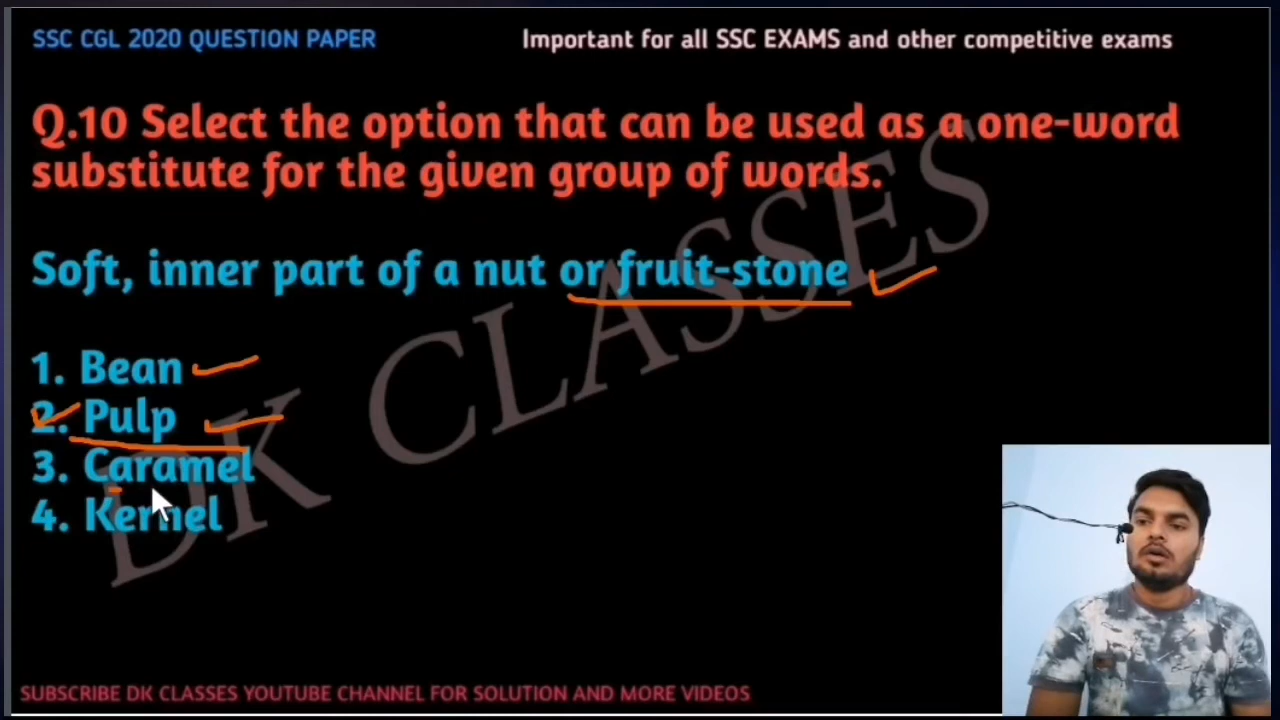 SSC CGL 2020 QUESTION PAPER Important for all SSC EXAMS and other competitive exams
Q.10 Select the option that can be used as a one-word
substitute for the given group of words.
Soft, inner part of a nut or fruit-stone
1. Bean
2. Pulp
3. Caramel
4. Kernel
DK CLASSES
SUBSCRIBE DK CLASSES YOUTUBE CHANNEL FOR SOLUTION AND MORE VIDEOS